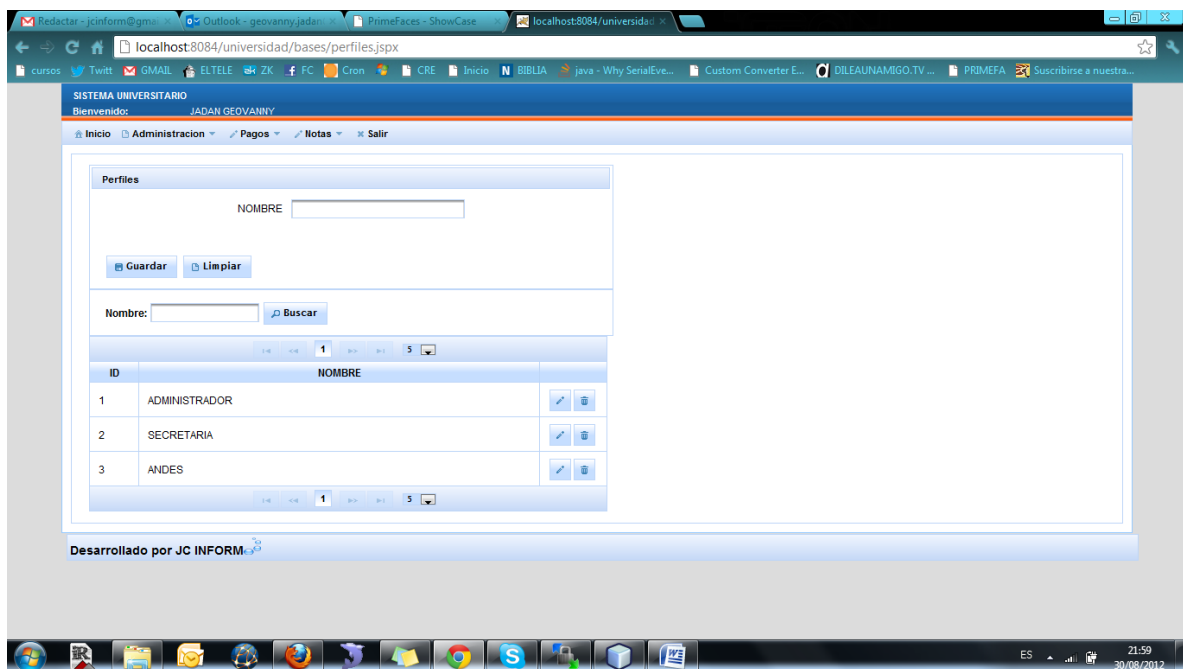 Redactar - jcinform@gmai
Outlook - geovanny.jadan
PrimeFaces - ShowCase
localhost:8084/universidad
localhost:8084/universidad/bases/perfiles.jspx
cursos Twitt GMAIL ELTELE ZK FC Cron CRE Inicio BIBLIA java - Why SerialEve... Custom Converter E... DILEAUNAMIGO.TV ... PRIMEFA Suscribirse a nuestra...
SISTEMA UNIVERSITARIO
Bienvenido: JADAN GEOVANNY
Inicio Administracion Pagos Notas Salir
Perfiles
NOMBRE
Guardar Limpiar
Nombre: Buscar
1 5
ID NOMBRE
1 ADMINISTRADOR
2 SECRETARIA
3 ANDES
1 5
Desarrollado por JC INFORM
ES 21:59
30/08/2012